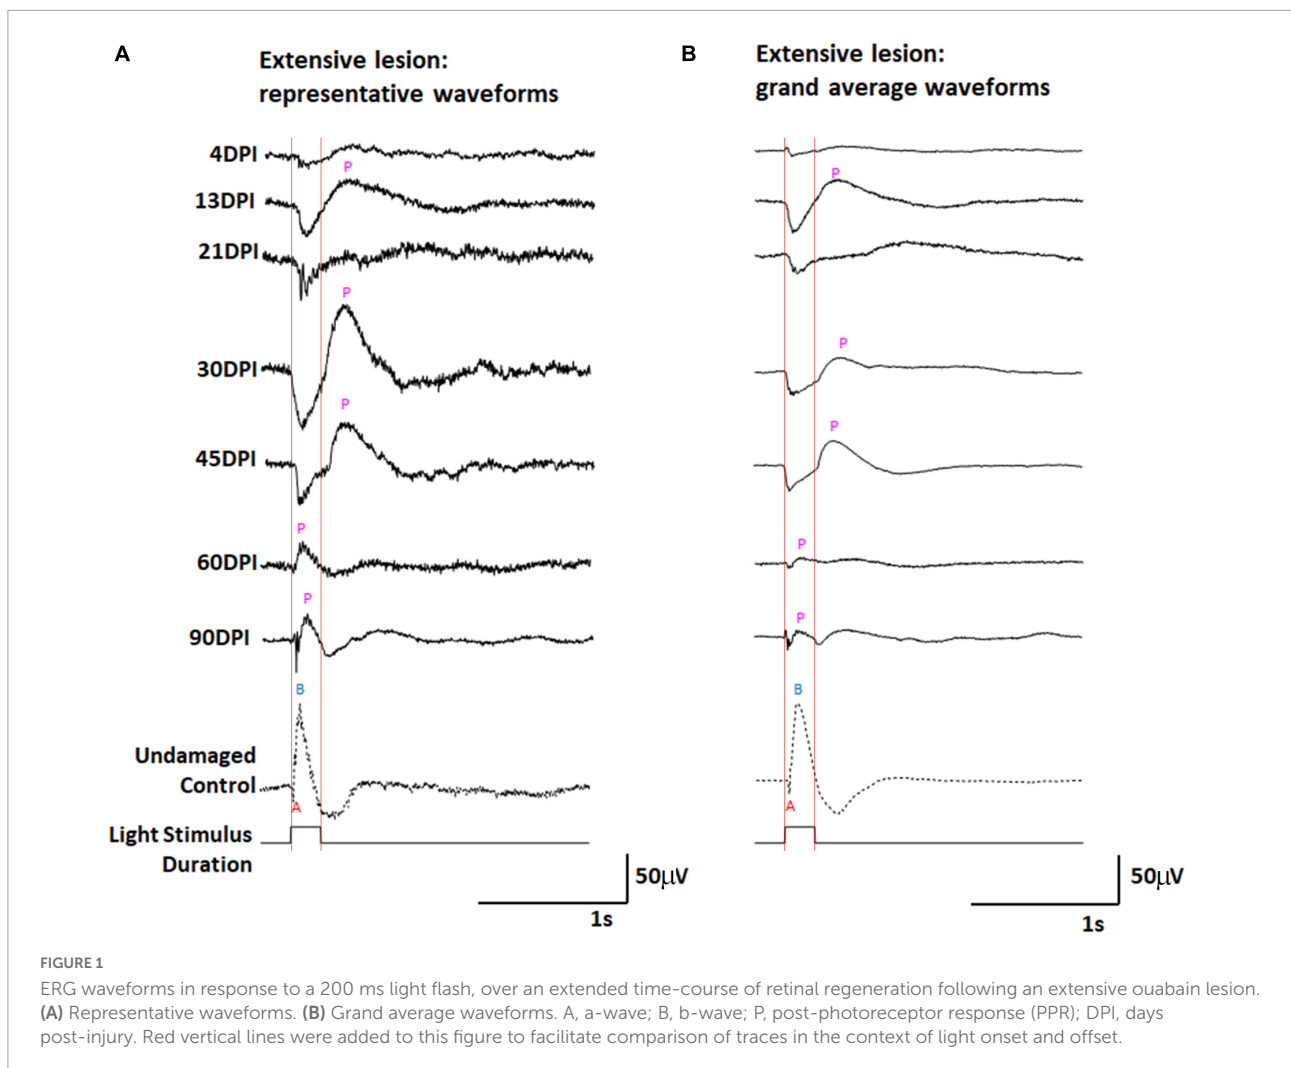 A
Extensive lesion:
representative waveforms
B
Extensive lesion:
grand average waveforms
4DPI
P
P
13DPI
21DPI
P
P
30DPI
P
P
45DPI
P
P
60DPI
P
P
90DPI
B
B
Undamaged
Control
A
A
Light Stimulus
Duration
50µV
50µV
1s
1s
FIGURE 1
ERG waveforms in response to a 200 ms light flash, over an extended time-course of retinal regeneration following an extensive ouabain lesion.
(A) Representative waveforms. (B) Grand average waveforms. A, a-wave; B, b-wave; P, post-photoreceptor response (PPR); DPI, days
post-injury. Red vertical lines were added to this figure to facilitate comparison of traces in the context of light onset and offset.